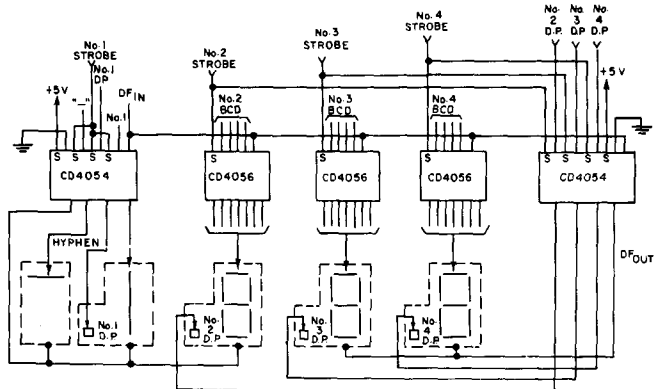 No. 1
STROBE
No. 1
DP
DF IN
+5V
"–"
No. 1
No. 2
STROBE
No. 2
BCD
No. 3
STROBE
No. 3
BCD
No. 4
STROBE
No. 4
BCD
No.
2
D.P.
No.
3
D.P.
No.
4
D.P.
+5V
S S S S
CD4054
S
CD4056
S
CD4056
S
CD4056
S S S S
CD4054
HYPHEN
DF OUT
No. 1
D.P.
No.
2
D.P.
No.
3
D.P.
No.
4
D.P.